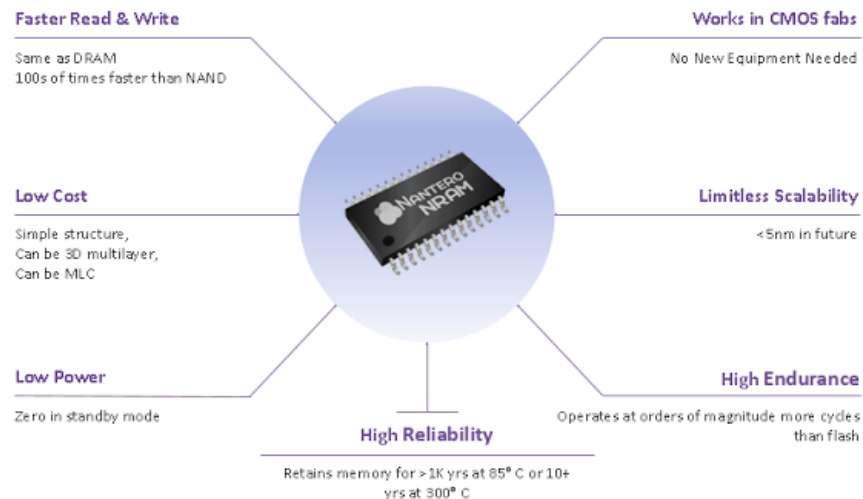 Faster Read & Write
Same as DRAM
100s of times faster than NAND
Works in CMOS fabs
No New Equipment Needed
NANTERO
NRAM
Low Cost
Simple structure,
Can be 3D multilayer,
Can be MLC
Limitless Scalability
<5nm in future
Low Power
Zero in standby mode
High Endurance
Operates at orders of magnitude more cycles
than flash
High Reliability
Retains memory for >1K yrs at 85° C or 10+
yrs at 300° C